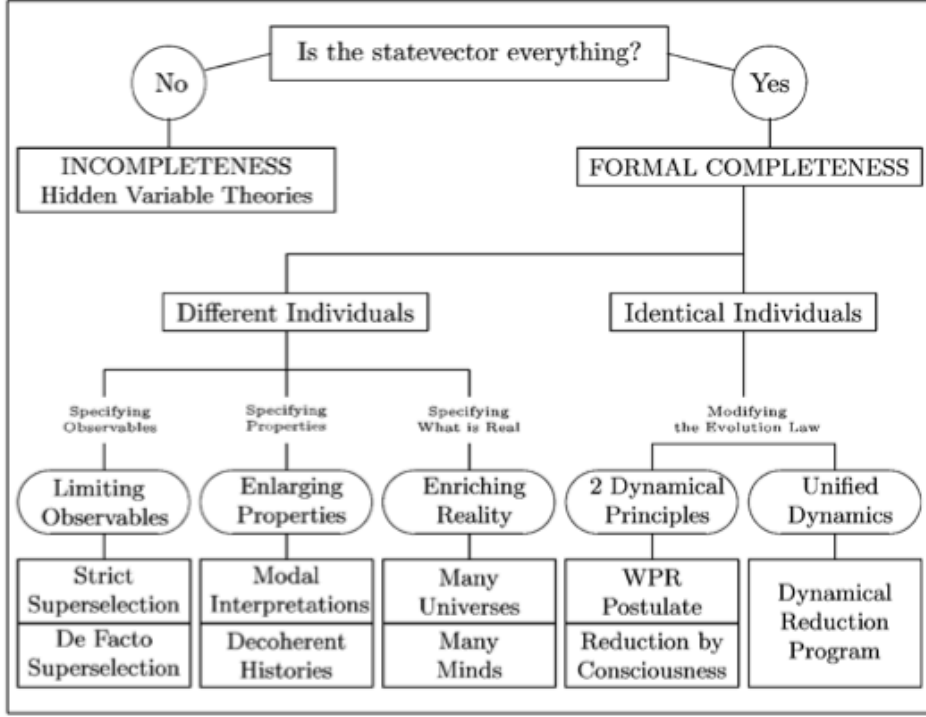 Is the statevector everything?
No
Yes
INCOMPLETENESS
Hidden Variable Theories
FORMAL COMPLETENESS
Different Individuals
Identical Individuals
Specifying
Observables
Specifying
Properties
Specifying
What is Real
Modifying
the Evolution Law
Limiting
Observables
Enlarging
Properties
Enriching
Reality
2 Dynamical
Principles
Unified
Dynamics
Strict
Superselection
De Facto
Superselection
Modal
Interpretations
Decoherent
Histories
Many
Universes
Many
Minds
WPR
Postulate
Reduction by
Consciousness
Dynamical
Reduction
Program